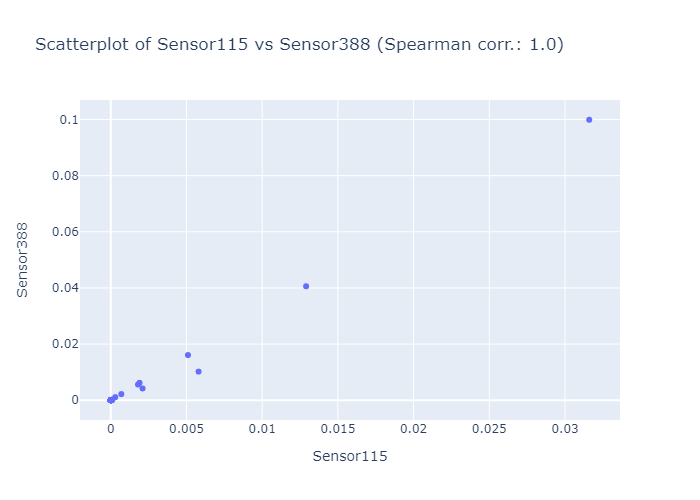 Scatterplot of Sensor115 vs Sensor388 (Spearman corr.: 1.0)
0.1
0.08
0.06
0.04
0.02
0
Sensor388
0 0.005 0.01 0.015 0.02 0.025 0.03
Sensor115